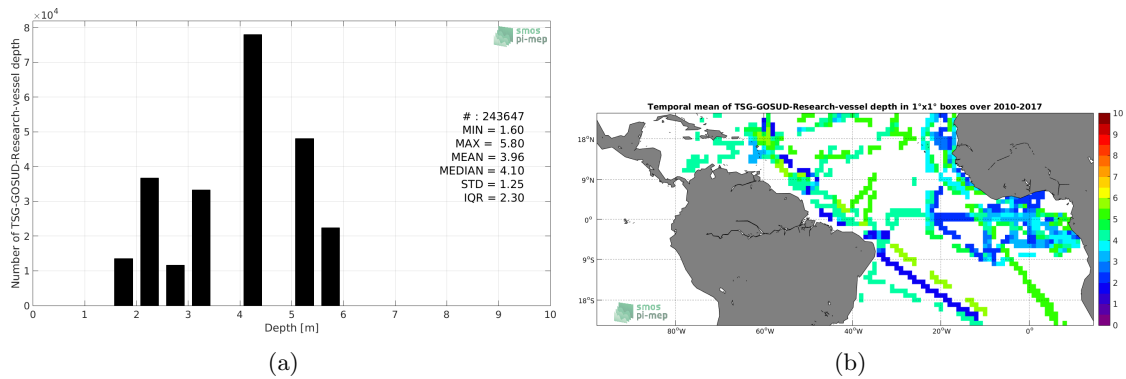 ×10⁴
8
7
6
5
4
3
2
1
0
Number of TSG-GOSUD-Research-vessel depth
smos
pi-mep
# : 243647
MIN = 1.60
MAX = 5.80
MEAN = 3.96
MEDIAN = 4.10
STD = 1.25
IQR = 2.30
0 1 2 3 4 5 6 7 8 9 10
Depth [m]
(a)
Temporal mean of TSG-GOSUD-Research-vessel depth in 1°x1° boxes over 2010-2017
18°N
9°N
0°
9°S
18°S
80°W 60°W 40°W 20°W 0°
smos
pi-mep
10
9
8
7
6
5
4
3
2
1
0
(b)